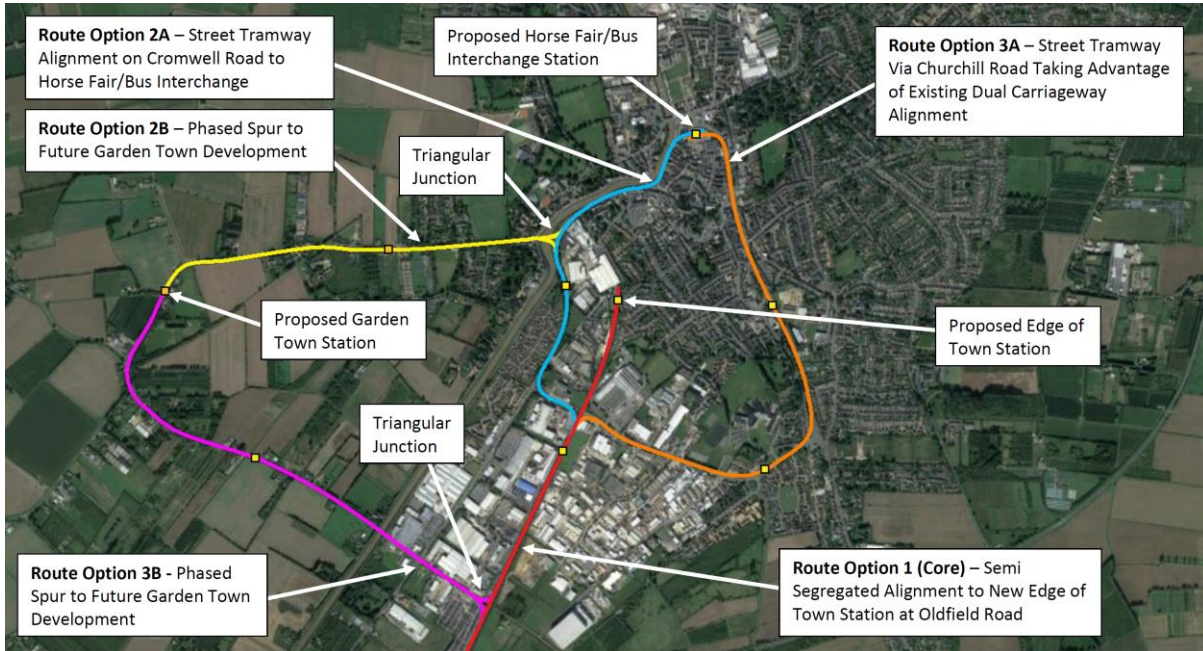 Route Option 2A – Street Tramway
Alignment on Cromwell Road to
Horse Fair/Bus Interchange
Proposed Horse Fair/Bus
Interchange Station
Route Option 3A – Street Tramway
Via Churchill Road Taking Advantage
of Existing Dual Carriageway
Alignment
Route Option 2B – Phased Spur to
Future Garden Town Development
Triangular
Junction
Proposed Garden
Town Station
Proposed Edge of
Town Station
Triangular
Junction
Route Option 3B - Phased
Spur to Future Garden Town
Development
Route Option 1 (Core) – Semi
Segregated Alignment to New Edge of
Town Station at Oldfield Road